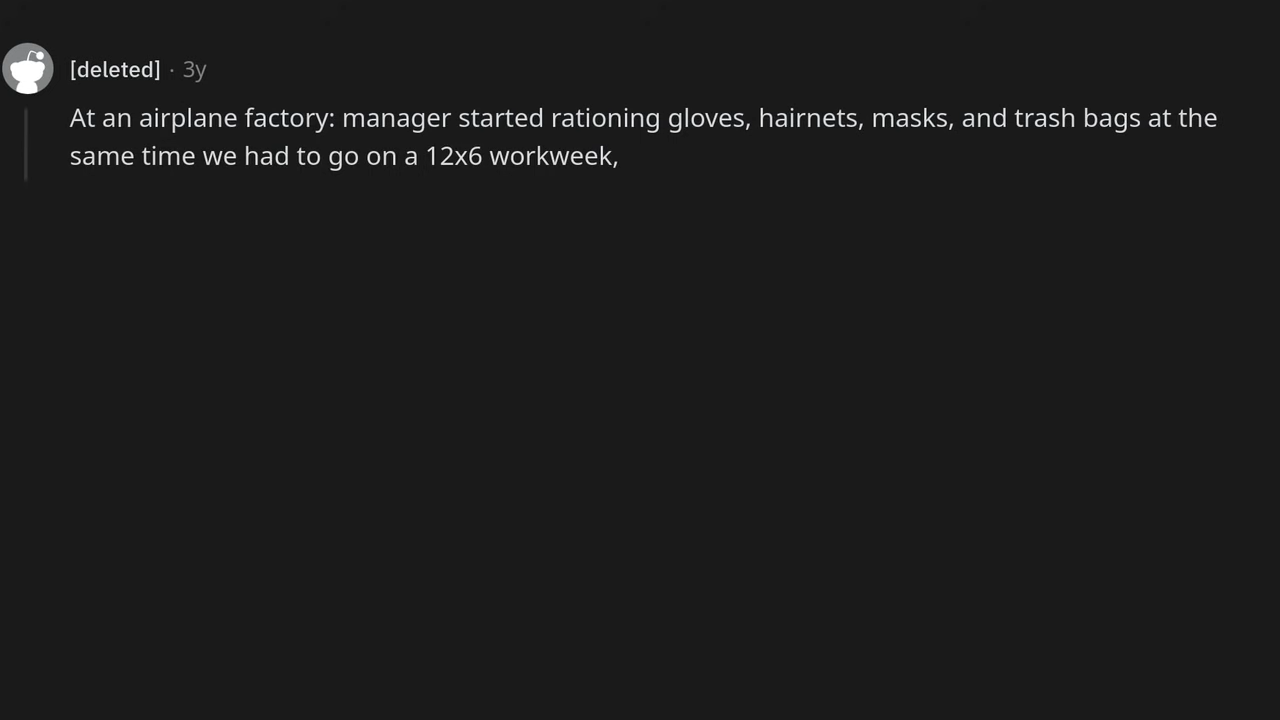 [deleted] · 3y
At an airplane factory: manager started rationing gloves, hairnets, masks, and trash bags at the
same time we had to go on a 12x6 workweek,